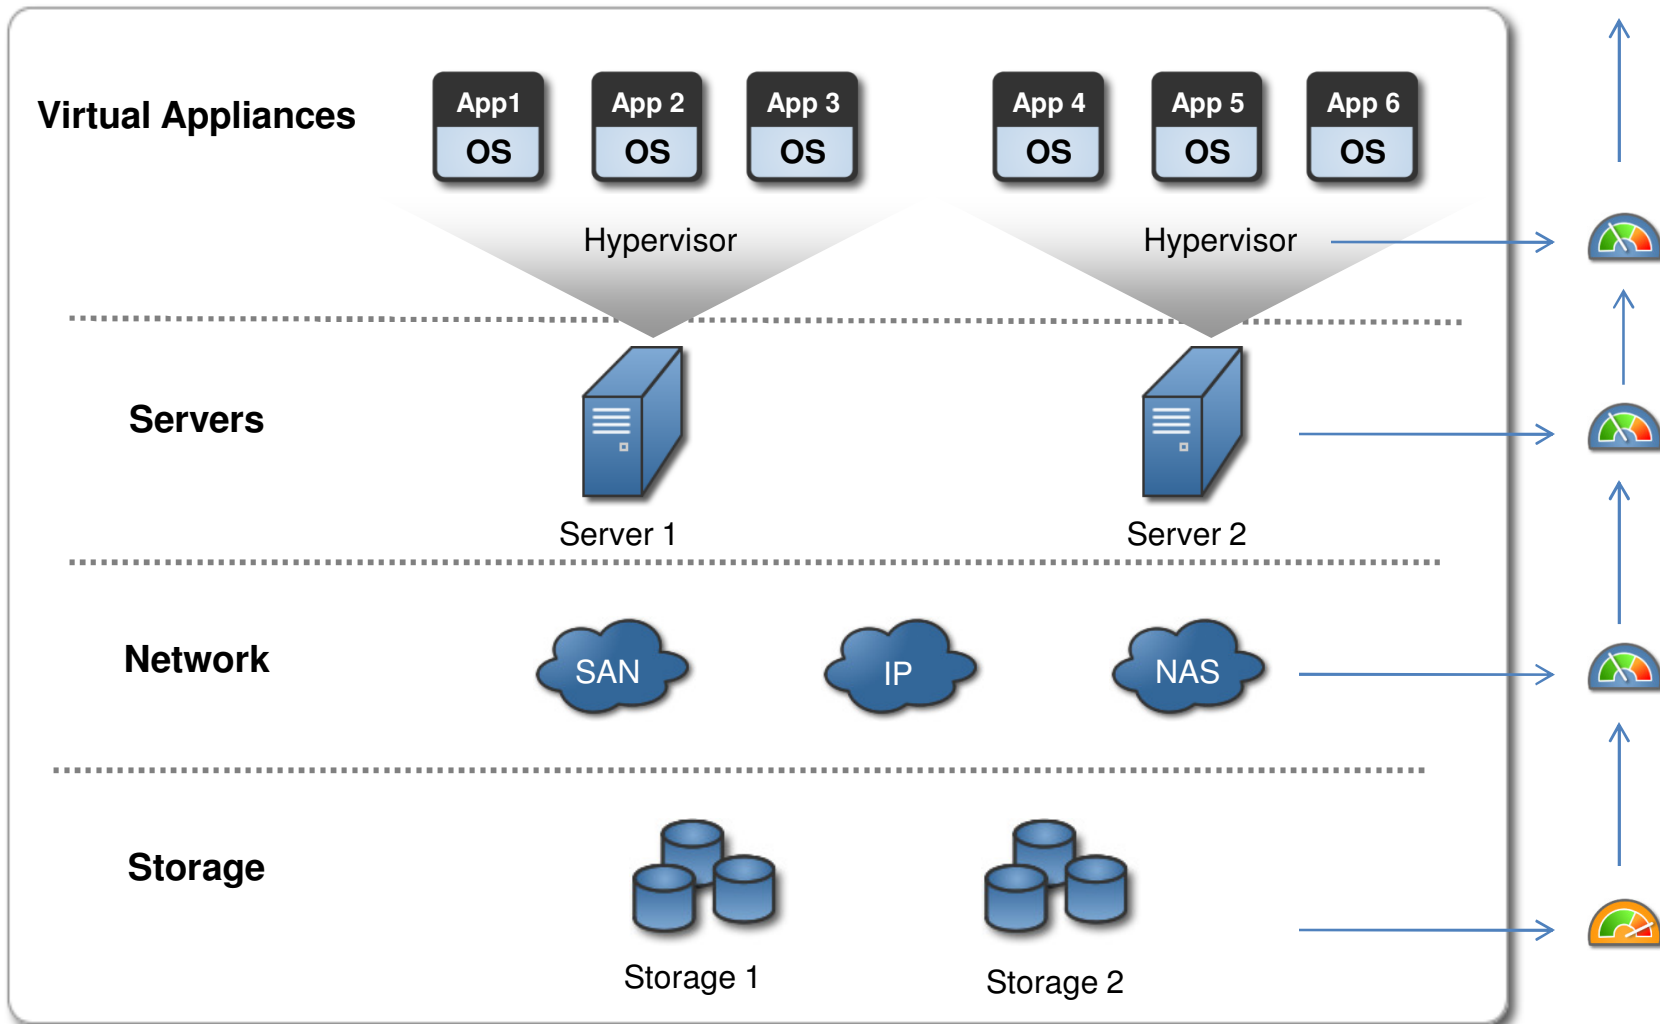 Virtual Appliances
App1
App 2
App 3
App 4
App 5
App 6
OS
OS
OS
OS
OS
OS
Hypervisor
Hypervisor
Servers
Server 1
Server 2
Network
SAN
IP
NAS
Storage
Storage 1
Storage 2